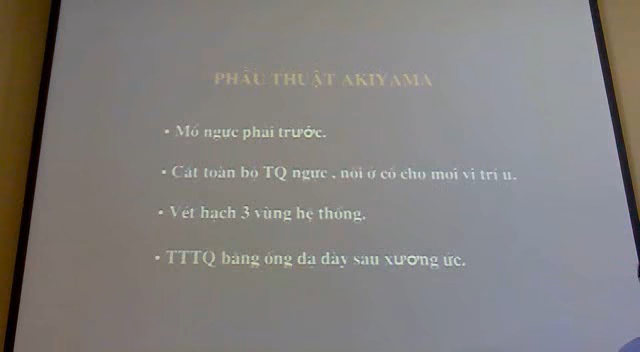 PHẪU THUẬT AKIYAMA
• Mổ ngực phải trước.
• Cắt toàn bộ TQ ngực , nối ở cổ cho mọi vị trí u.
• Vét hạch 3 vùng hệ thống.
• TTTQ bằng ống dạ dày sau xương ức.